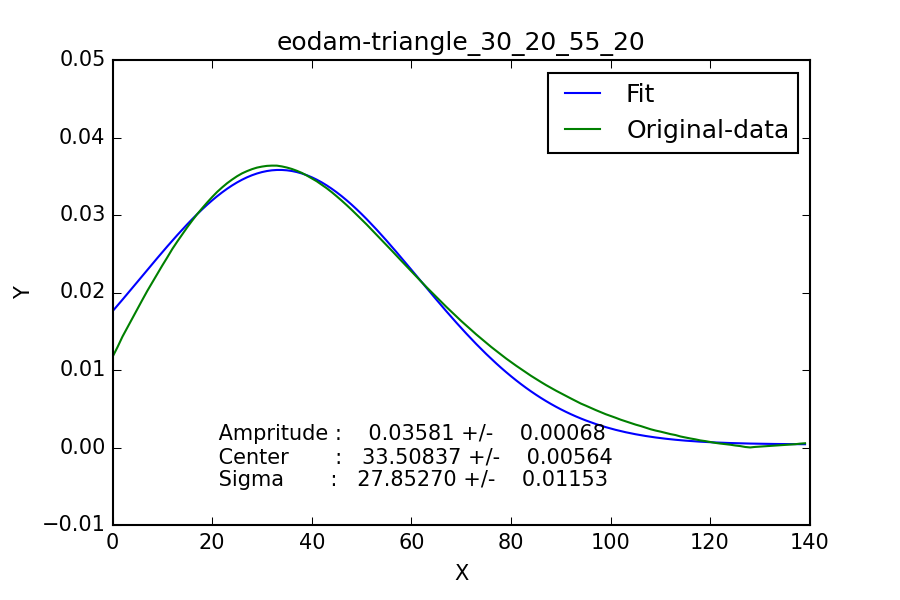 eodam-triangle_30_20_55_20
Fit
Original-data
0.05
0.04
0.03
0.02
0.01
0.00
−0.01
Y
Ampritude : 0.03581 +/- 0.00068
Center : 33.50837 +/- 0.00564
Sigma : 27.85270 +/- 0.01153
0 20 40 60 80 100 120 140
X